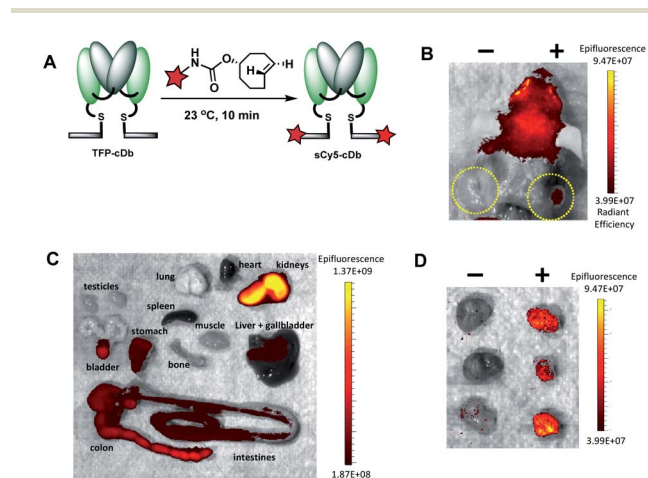 A
H
N
O
O
H
H
S S
23 °C, 10 min
S S
TFP-cDb
sCy5-cDb
B
− +
Epifluorescence
9.47E+07
3.99E+07
Radiant
Efficiency
C
testicles
lung
heart
kidneys
spleen
muscle
stomach
Liver + gallbladder
bladder
bone
colon
intestines
Epifluorescence
1.37E+09
1.87E+08
D
− +
Epifluorescence
9.47E+07
3.99E+07